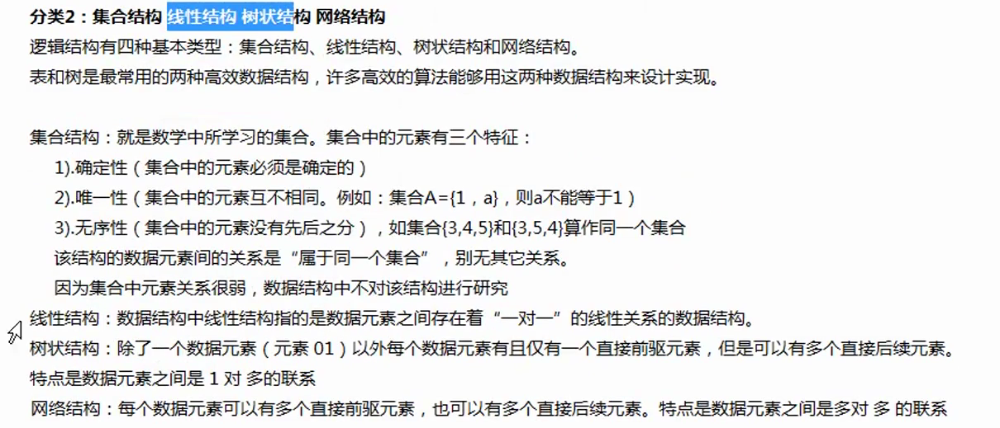 分类2：集合结构 线性结构 树状结构 网络结构
逻辑结构有四种基本类型：集合结构、线性结构、树状结构和网络结构。
表和树是最常用的两种高效数据结构，许多高效的算法能够用这两种数据结构来设计实现。
集合结构：就是数学中所学习的集合。集合中的元素有三个特征：
1).确定性（集合中的元素必须是确定的）
2).唯一性（集合中的元素互不相同。例如：集合A={1，a}，则a不能等于1）
3).无序性（集合中的元素没有先后之分），如集合{3,4,5}和{3,5,4}算作同一个集合
该结构的数据元素间的关系是“属于同一个集合”，别无其它关系。
因为集合中元素关系很弱，数据结构中不对该结构进行研究
线性结构：数据结构中线性结构指的是数据元素之间存在着“一对一”的线性关系的数据结构。
树状结构：除了一个数据元素（元素 01）以外每个数据元素有且仅有一个直接前驱元素，但是可以有多个直接后续元素。
特点是数据元素之间是 1 对 多的联系
网络结构：每个数据元素可以有多个直接前驱元素，也可以有多个直接后续元素。特点是数据元素之间是多对 多 的联系